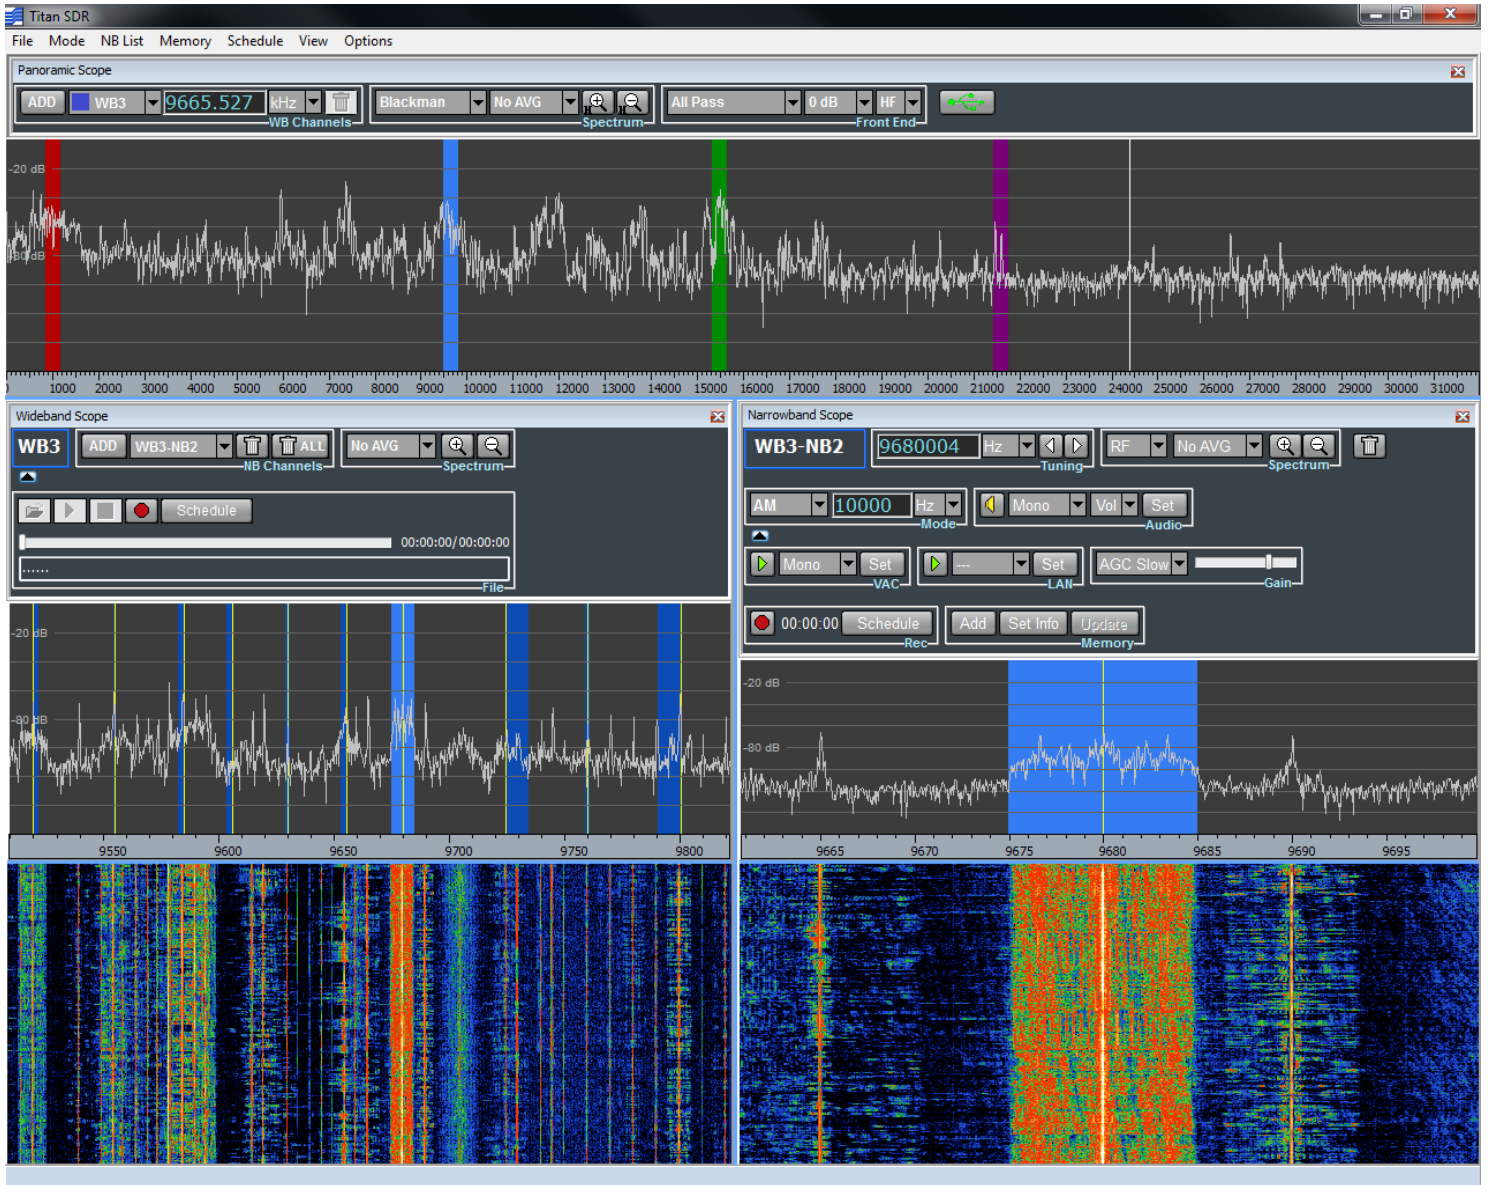 Titan SDR
File Mode NB List Memory Schedule View Options
Panoramic Scope
ADD WB3 9665.527 kHz Blackman No AVG H H All Pass 0 dB HF
WB Channels Spectrum Front End
-20 dB
-80 dB
1000 2000 3000 4000 5000 6000 7000 8000 9000 10000 11000 12000 13000 14000 15000 16000 17000 18000 19000 20000 21000 22000 23000 24000 25000 26000 27000 28000 29000 30000 31000
Wideband Scope
WB3 ADD WB3-NB2 ALL No AVG
NB Channels Spectrum
Schedule
00:00:00/00:00:00
......
File
-20 dB
-80 dB
9550 9600 9650 9700 9750 9800
Narrowband Scope
WB3-NB2 9680004 Hz RF No AVG
Tuning Spectrum
AM 10000 Hz Mono Vol Set
Mode Audio
Mono Set --- Set AGC Slow
VAC LAN Gain
00:00:00 Schedule Add Set Info Update
Rec Memory
-20 dB
-80 dB
9665 9670 9675 9680 9685 9690 9695